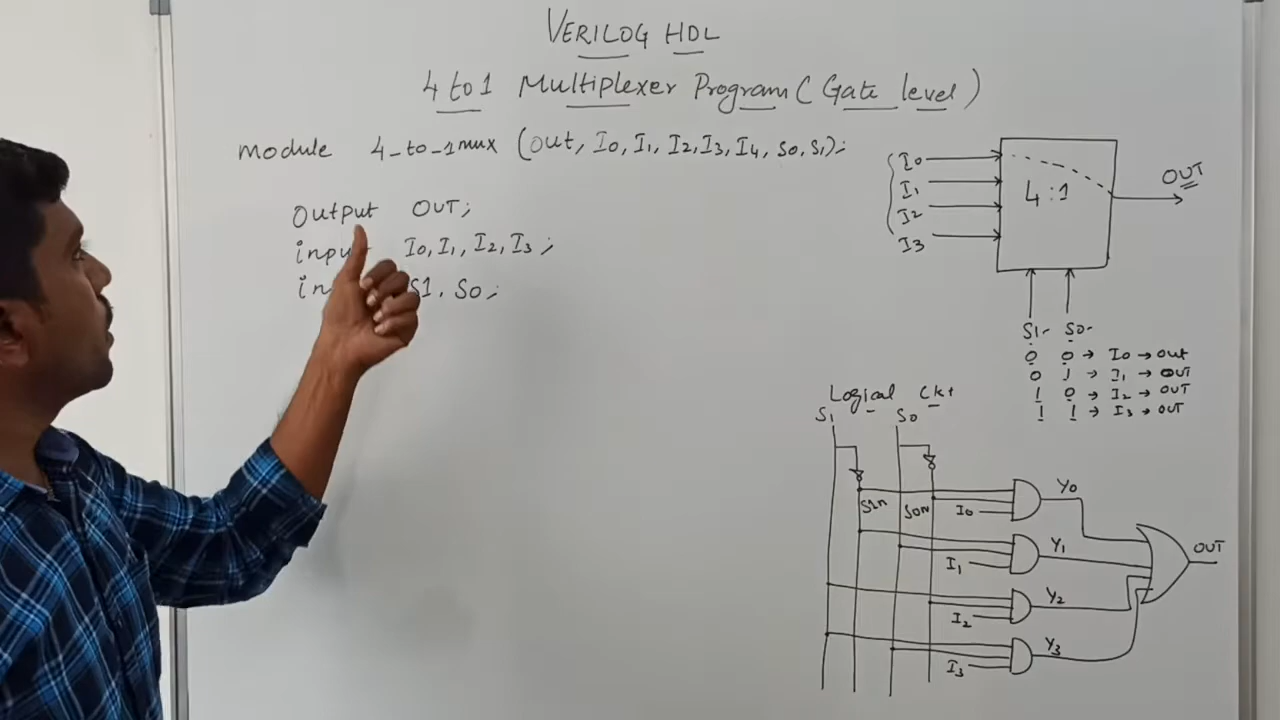 VERILOG HDL
4 to 1 Multiplexer Program (Gate level)
module 4_to_1mux (out, I0, I1, I2, I3, I4, S0, S1);
output OUT;
I0, I1, I2, I3;
S1, S0;
I0
I1
I2
I3
4:1
OUT
S1 S0
0 0 → I0 → out
0 1 → I1 → OUT
1 0 → I2 → OUT
1 1 → I3 → OUT
Logical Ckt
S1 S0
S1n S0n I0 Y0
I1 Y1
OUT
I2 Y2
I3 Y3